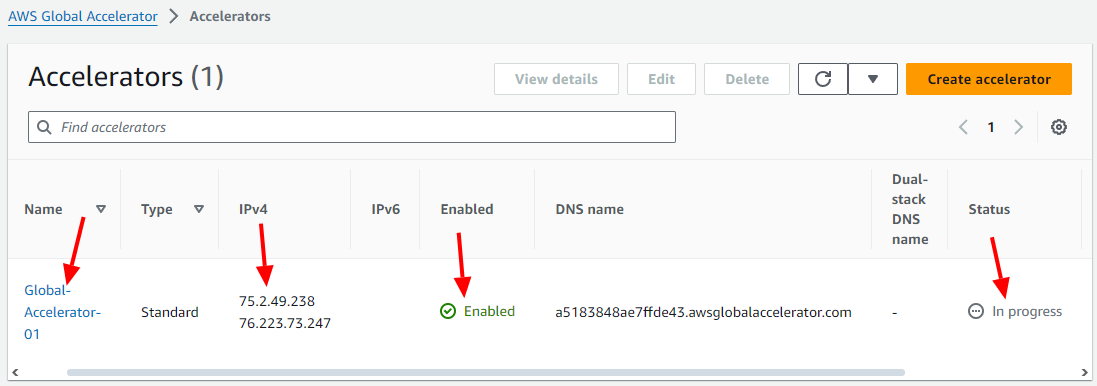 AWS Global Accelerator > Accelerators
Accelerators (1)
View details
Edit
Delete
Create accelerator
Find accelerators
1
Name
Type
IPv4
IPv6
Enabled
DNS name
Dual-
stack
DNS
name
Status
Global-
Accelerator-
01
Standard
75.2.49.238
76.223.73.247
Enabled
a5183848ae7ffde43.awsglobalaccelerator.com
-
In progress